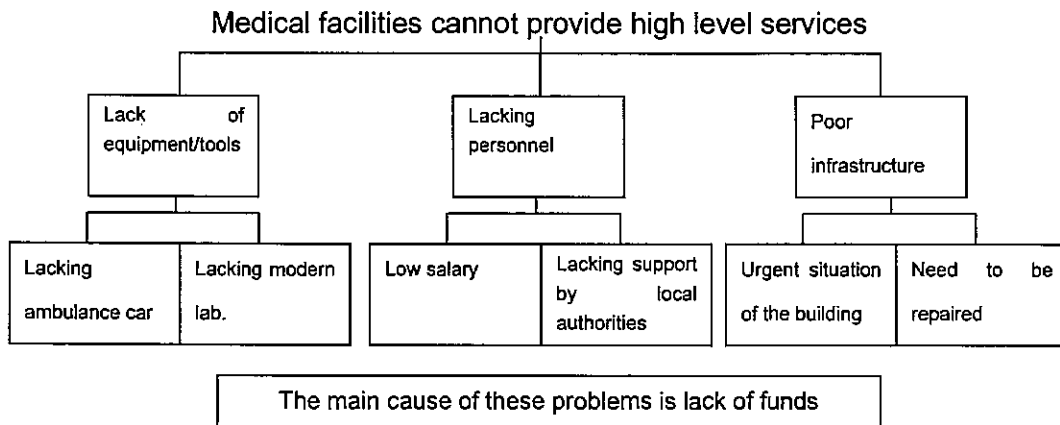 Medical facilities cannot provide high level services
Lack of
equipment/tools
Lacking
personnel
Poor
infrastructure
Lacking
ambulance car
Lacking modern
lab.
Low salary
Lacking support
by local
authorities
Urgent situation
of the building
Need to be
repaired
The main cause of these problems is lack of funds